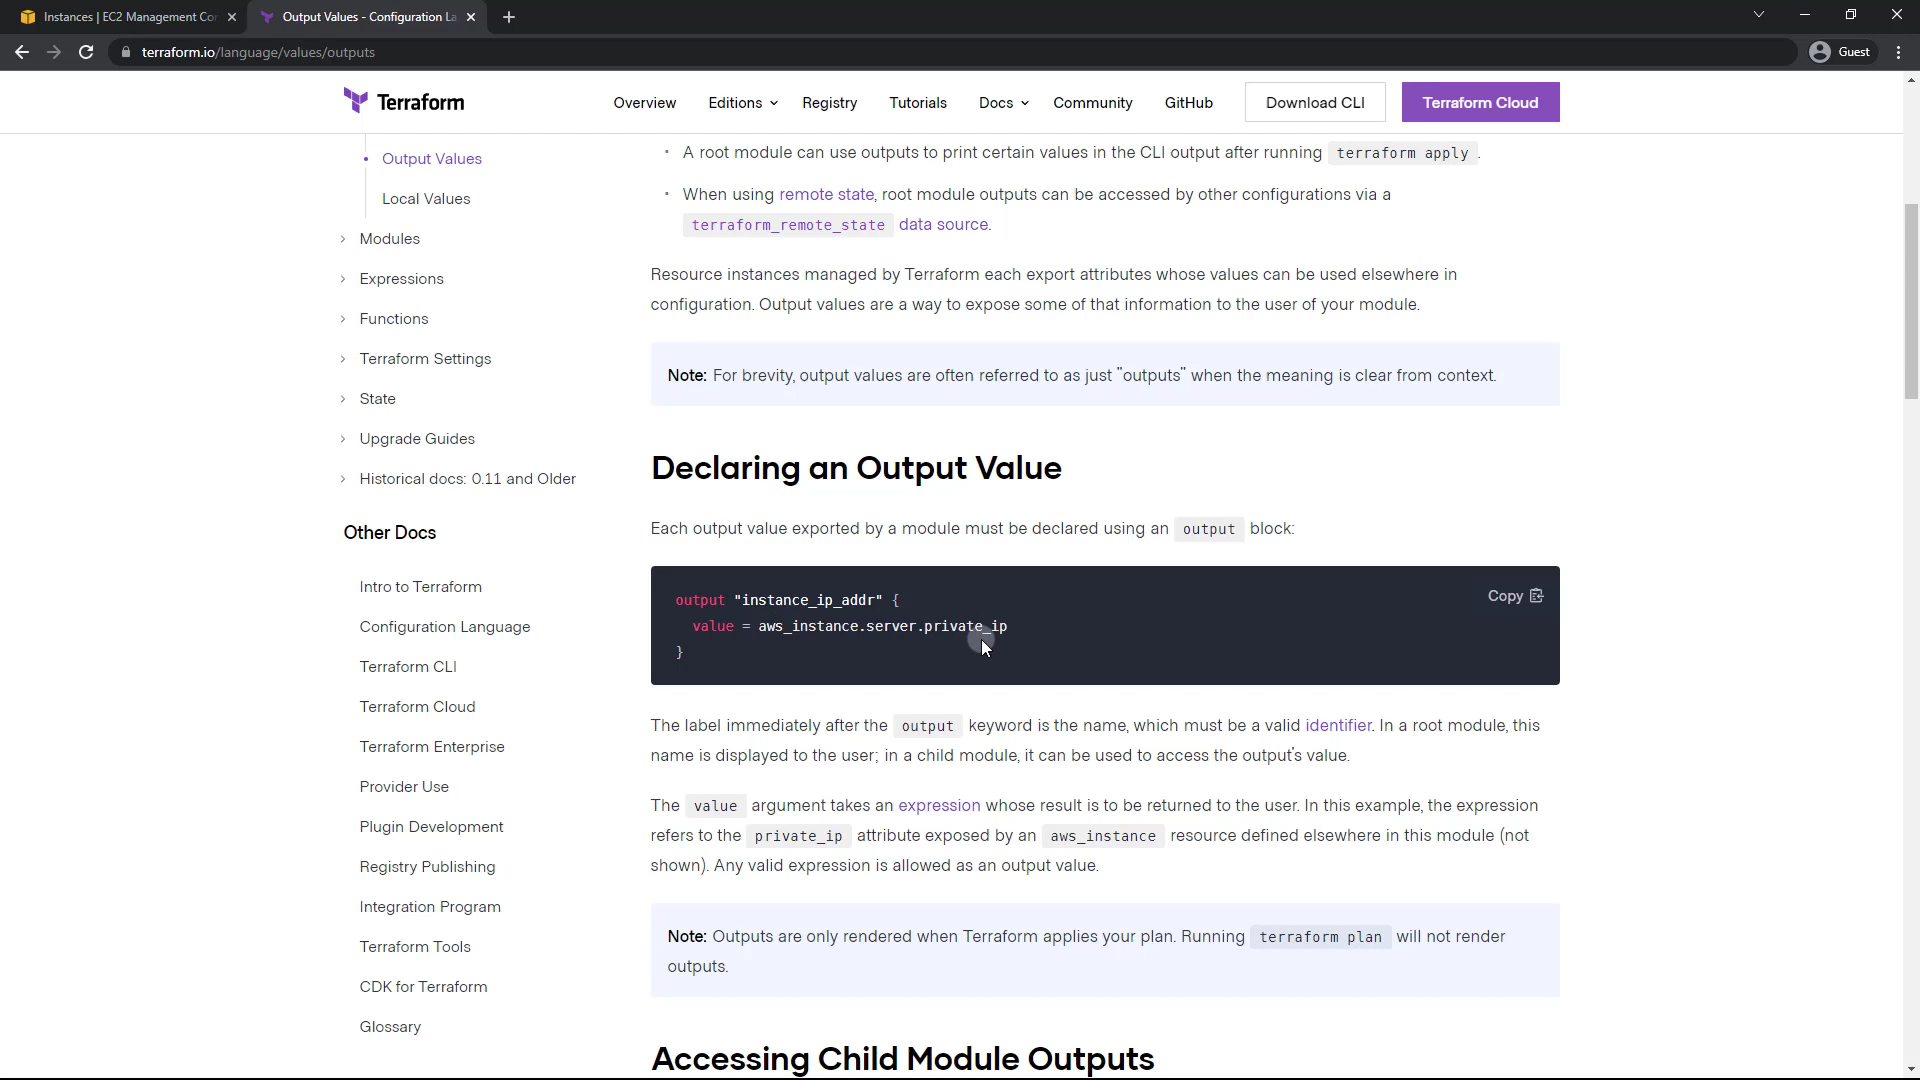 Instances | EC2 Management Cor
Output Values - Configuration La
terraform.io/language/values/outputs
Guest
Terraform
Overview
Editions
Registry
Tutorials
Docs
Community
GitHub
Download CLI
Terraform Cloud
Output Values
Local Values
Modules
Expressions
Functions
Terraform Settings
State
Upgrade Guides
Historical docs: 0.11 and Older
Other Docs
Intro to Terraform
Configuration Language
Terraform CLI
Terraform Cloud
Terraform Enterprise
Provider Use
Plugin Development
Registry Publishing
Integration Program
Terraform Tools
CDK for Terraform
Glossary
A root module can use outputs to print certain values in the CLI output after running terraform apply .
When using remote state, root module outputs can be accessed by other configurations via a
terraform_remote_state data source.
Resource instances managed by Terraform each export attributes whose values can be used elsewhere in
configuration. Output values are a way to expose some of that information to the user of your module.
Note: For brevity, output values are often referred to as just "outputs" when the meaning is clear from context.
Declaring an Output Value
Each output value exported by a module must be declared using an output block:
output "instance_ip_addr" {
value = aws_instance.server.private_ip
}
Copy
The label immediately after the output keyword is the name, which must be a valid identifier. In a root module, this
name is displayed to the user; in a child module, it can be used to access the output's value.
The value argument takes an expression whose result is to be returned to the user. In this example, the expression
refers to the private_ip attribute exposed by an aws_instance resource defined elsewhere in this module (not
shown). Any valid expression is allowed as an output value.
Note: Outputs are only rendered when Terraform applies your plan. Running terraform plan will not render
outputs.
Accessing Child Module Outputs